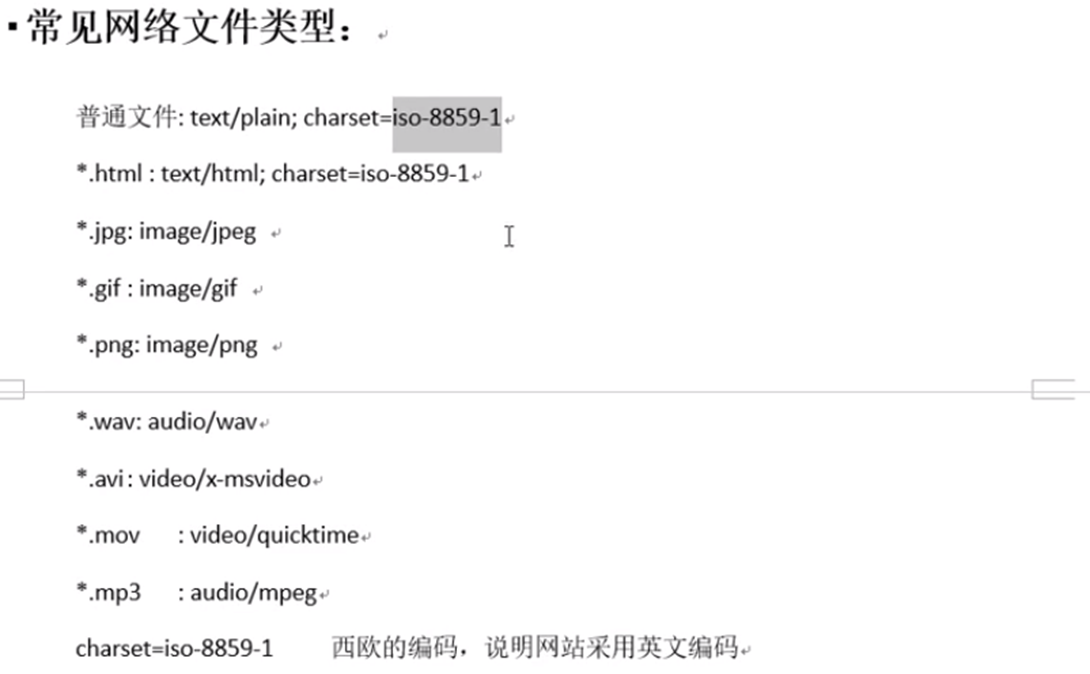 ▪常见网络文件类型：
普通文件: text/plain; charset=iso-8859-1
*.html : text/html; charset=iso-8859-1
*.jpg: image/jpeg
*.gif : image/gif
*.png: image/png
*.wav: audio/wav
*.avi : video/x-msvideo
*.mov : video/quicktime
*.mp3 : audio/mpeg
charset=iso-8859-1 西欧的编码，说明网站采用英文编码